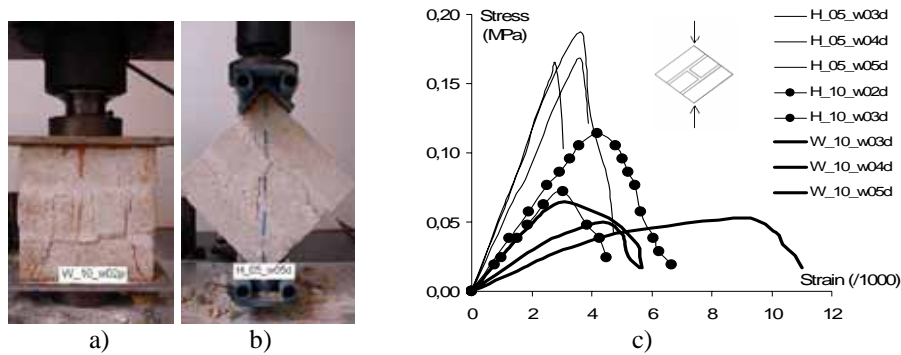 W_10_w02p
a)
H_05_w05d
b)
Stress
(MPa)
0,20
0,15
0,10
0,05
0,00
0 2 4 6 8 10 12
Strain (/1000)
H_05_w03d
H_05_w04d
H_05_w05d
H_10_w02d
H_10_w03d
W_10_w03d
W_10_w04d
W_10_w05d
c)